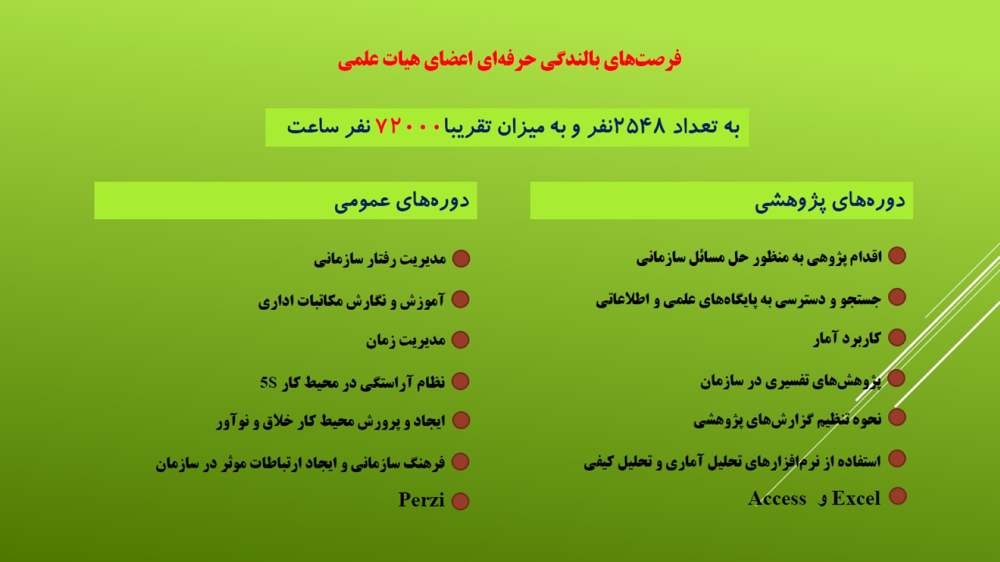 فرصت‌های بالندگی حرفه‌ای اعضای هیات علمی
به تعداد ۲۵۴۸نفر و به میزان تقریبا۷۲۰۰۰ نفر ساعت
دوره‌های پژوهشی
اقدام پژوهی به منظور حل مسائل سازمانی
جستجو و دسترسی به پایگاه‌های علمی و اطلاعاتی
کاربرد آمار
پژوهش‌های تفسیری در سازمان
نحوه تنظیم گزارش‌های پژوهشی
استفاده از نرم‌افزارهای تحلیل آماری و تحلیل کیفی
Excel و Access
دوره‌های عمومی
مدیریت رفتار سازمانی
آموزش و نگارش مکاتبات اداری
مدیریت زمان
نظام آراستگی در محیط کار 5S
ایجاد و پرورش محیط کار خلاق و نوآور
فرهنگ سازمانی و ایجاد ارتباطات موثر در سازمان
Perzi